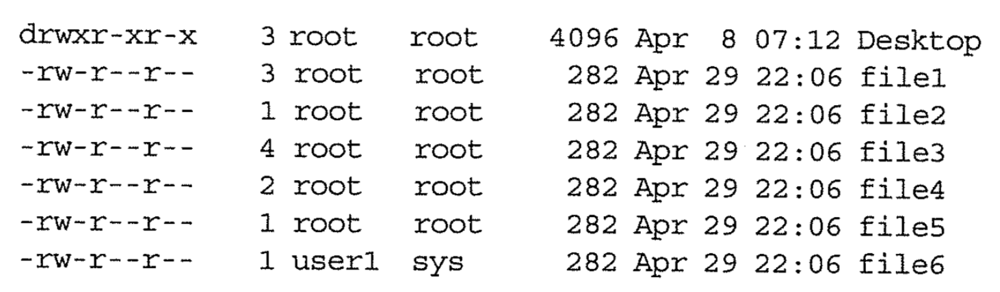 drwxr-xr-x 3 root root 4096 Apr 8 07:12 Desktop
-rw-r--r-- 3 root root 282 Apr 29 22:06 file1
-rw-r--r-- 1 root root 282 Apr 29 22:06 file2
-rw-r--r-- 4 root root 282 Apr 29 22:06 file3
-rw-r--r-- 2 root root 282 Apr 29 22:06 file4
-rw-r--r-- 1 root root 282 Apr 29 22:06 file5
-rw-r--r-- 1 user1 sys 282 Apr 29 22:06 file6